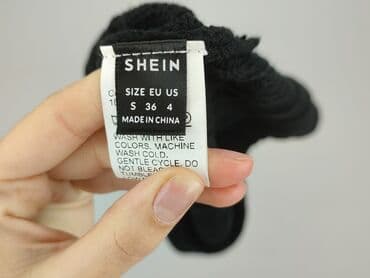 SHEIN
SIZE EU US
S 36 4
MADE IN CHINA
WASH WITH LIKE
COLORS, MACHINE
WASH COLD,
GENTLE CYCLE. DO
NOT BLEACH
TUMBLE